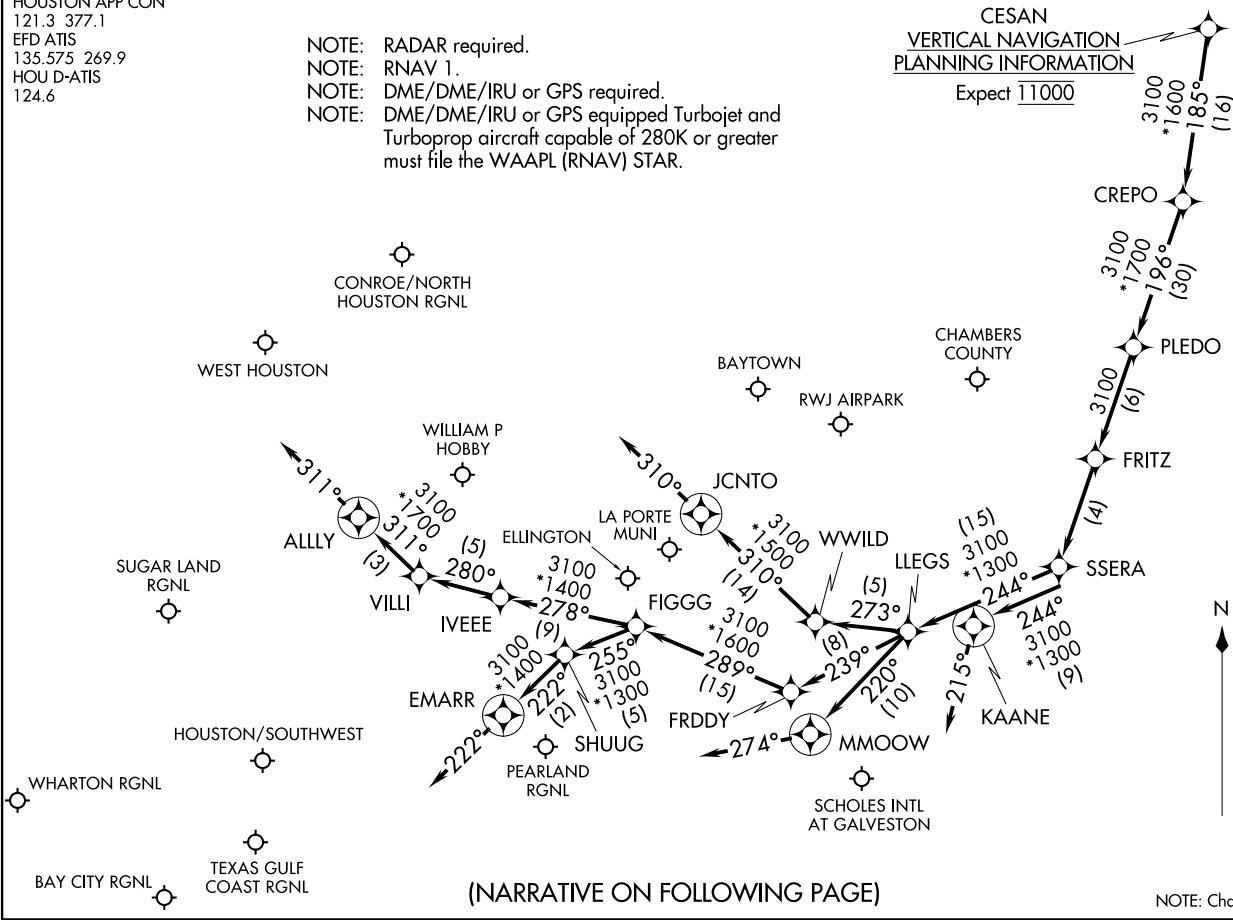 HOUSTON APP CON
121.3 377.1
EFD ATIS
135.575 269.9
HOU D-ATIS
124.6
NOTE: RADAR required.
NOTE: RNAV 1.
NOTE: DME/DME/IRU or GPS required.
NOTE: DME/DME/IRU or GPS equipped Turbojet and
Turboprop aircraft capable of 280K or greater
must file the WAAPL (RNAV) STAR.
CESAN
VERTICAL NAVIGATION
PLANNING INFORMATION
Expect 11000
3100
*1600
185°
(16)
CREPO
3100
*1700
196°
(30)
PLEDO
3100
(6)
FRITZ
(4)
SSERA
CONROE/NORTH
HOUSTON RGNL
WEST HOUSTON
BAYTOWN
CHAMBERS
COUNTY
RWJ AIRPARK
WILLIAM P
HOBBY
311°
ALLLY
3100
*1700
311°
(3)
VILLI
(5)
280°
IVEEE
ELLINGTON
LA PORTE
MUNI
310°
JCNTO
3100
*1500
310°
(14)
WWILD
(5)
273°
LLEGS
(15)
3100
*1300
244°
244°
3100
*1300
(9)
KAANE
215°
N
SUGAR LAND
RGNL
3100
*1400
278°
(9)
FIGGG
3100
*1600
289°
(15)
(8)
239°
220°
(10)
FRDDY
MMOOW
274°
255°
3100
*1300
(5)
SHUUG
3100
*1400
222°
(2)
EMARR
222°
PEARLAND
RGNL
HOUSTON/SOUTHWEST
WHARTON RGNL
SCHOLES INTL
AT GALVESTON
TEXAS GULF
COAST RGNL
BAY CITY RGNL
(NARRATIVE ON FOLLOWING PAGE)
NOTE: Cha